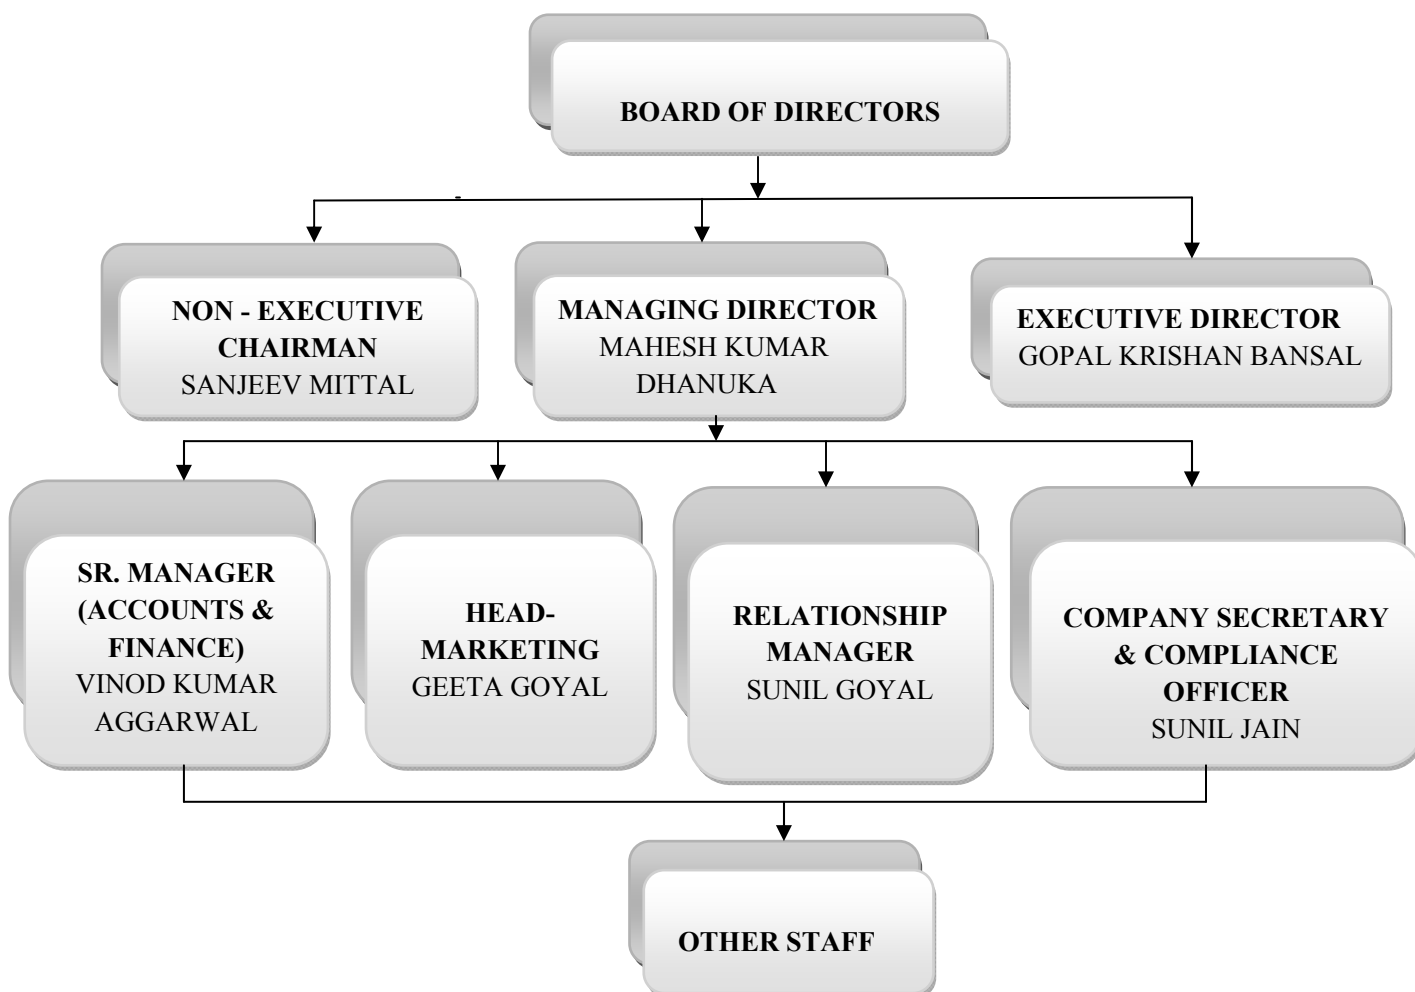 BOARD OF DIRECTORS
NON - EXECUTIVE
CHAIRMAN
SANJEEV MITTAL
MANAGING DIRECTOR
MAHESH KUMAR
DHANUKA
EXECUTIVE DIRECTOR
GOPAL KRISHAN BANSAL
SR. MANAGER
(ACCOUNTS &
FINANCE)
VINOD KUMAR
AGGARWAL
HEAD-
MARKETING
GEETA GOYAL
RELATIONSHIP
MANAGER
SUNIL GOYAL
COMPANY SECRETARY
& COMPLIANCE
OFFICER
SUNIL JAIN
OTHER STAFF